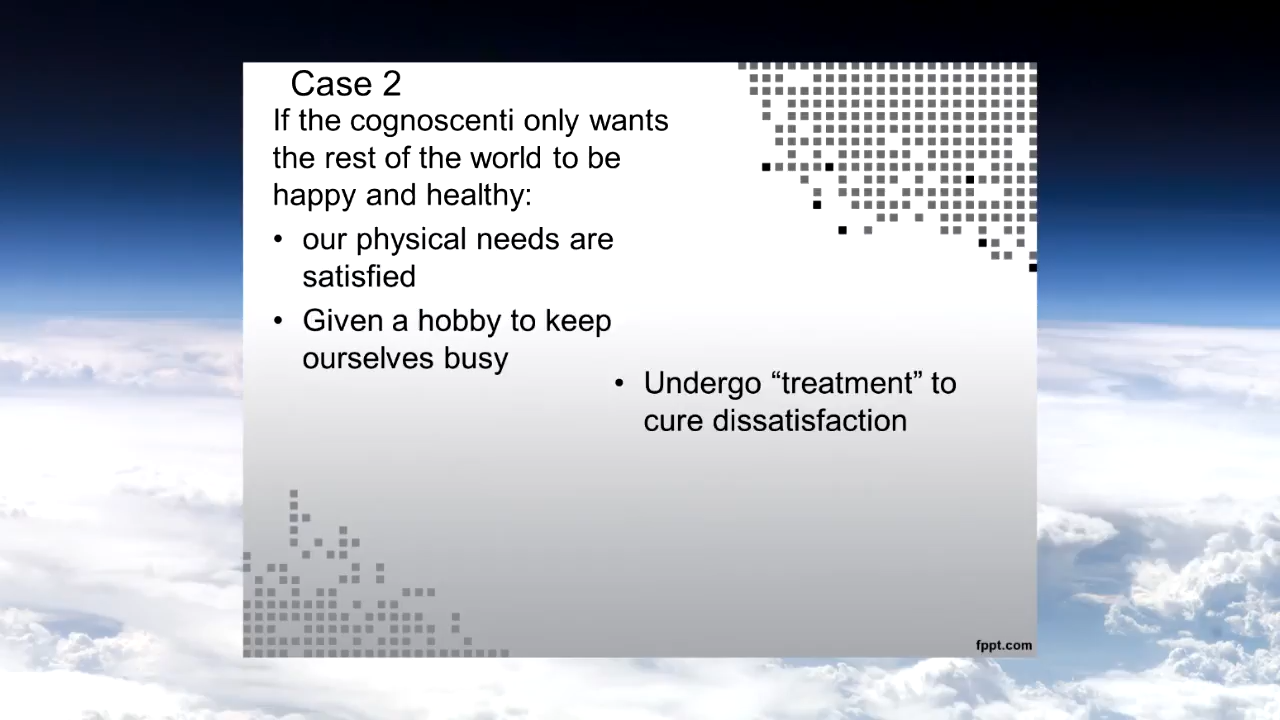 Case 2
If the cognoscenti only wants
the rest of the world to be
happy and healthy:
• our physical needs are
satisfied
• Given a hobby to keep
ourselves busy
• Undergo “treatment” to
cure dissatisfaction
fppt.com